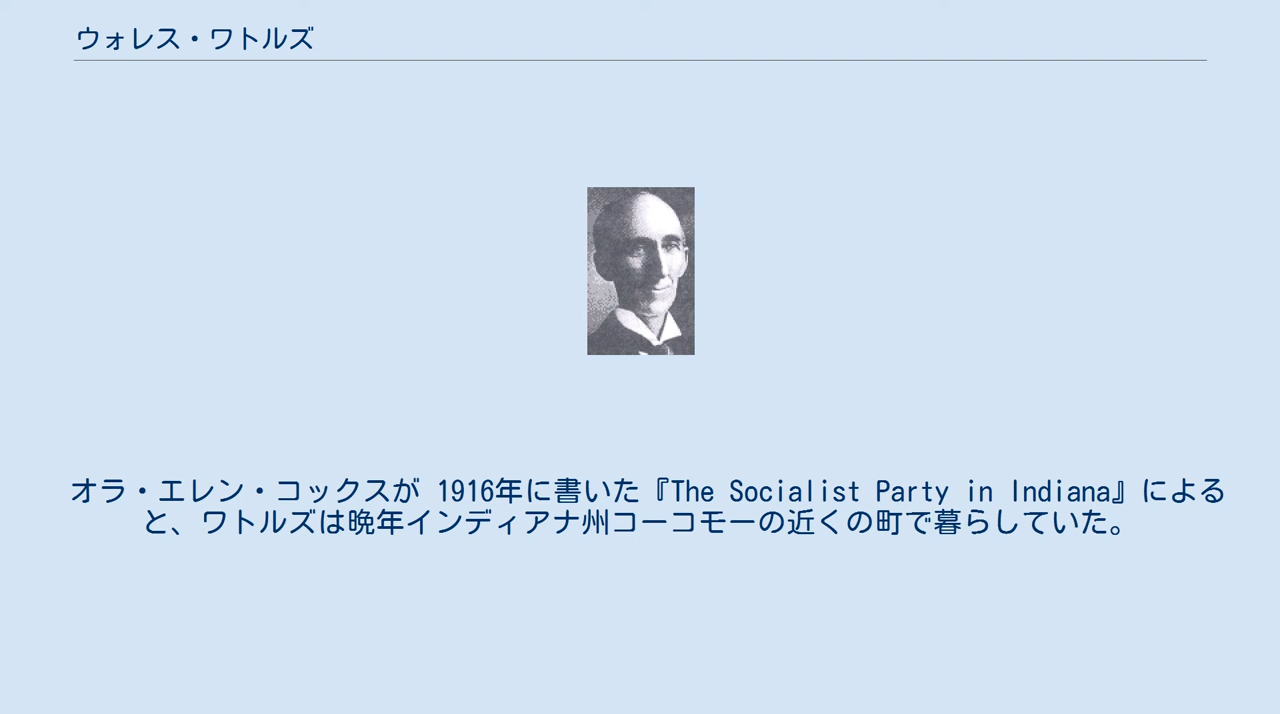 ウォレス・ワトルズ
オラ・エレン・コックスが 1916年に書いた『The Socialist Party in Indiana』による
と、ワトルズは晩年インディアナ州コーコモーの近くの町で暮らしていた。